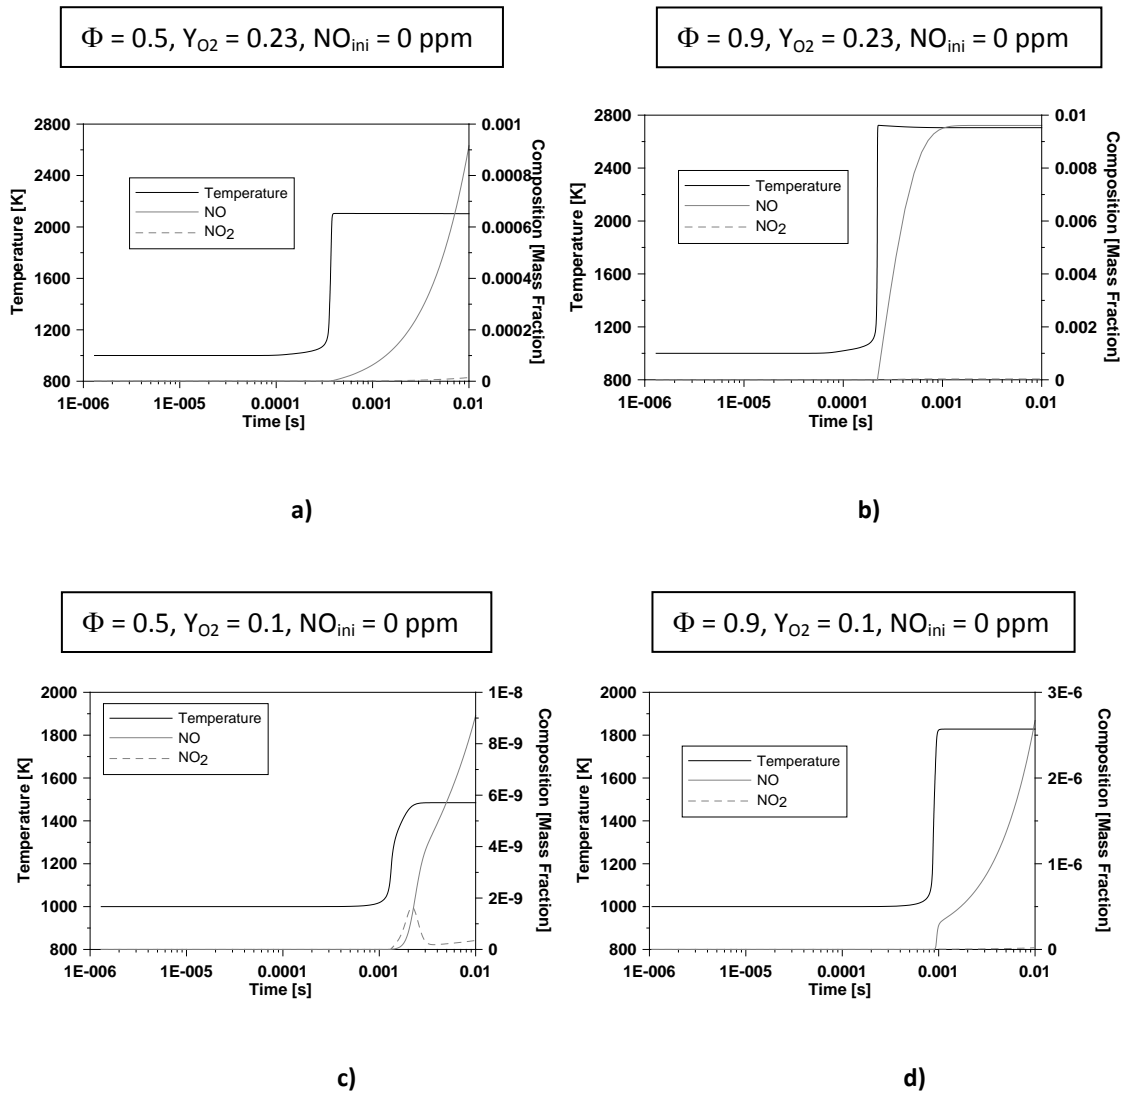 Φ = 0.5, Y_O2 = 0.23, NO_ini = 0 ppm
Φ = 0.9, Y_O2 = 0.23, NO_ini = 0 ppm
2800
2400
2000
1600
1200
800
Temperature [K]
Temperature
NO
NO2
0.001
0.0008
0.0006
0.0004
0.0002
0
Composition [Mass Fraction]
1E-006
1E-005
0.0001
0.001
0.01
Time [s]
a)
2800
2400
2000
1600
1200
800
Temperature [K]
Temperature
NO
NO2
0.01
0.008
0.006
0.004
0.002
0
Composition [Mass Fraction]
1E-006
1E-005
0.0001
0.001
0.01
Time [s]
b)
Φ = 0.5, Y_O2 = 0.1, NO_ini = 0 ppm
Φ = 0.9, Y_O2 = 0.1, NO_ini = 0 ppm
2000
1800
1600
1400
1200
1000
800
Temperature [K]
Temperature
NO
NO2
1E-8
8E-9
6E-9
4E-9
2E-9
0
Composition [Mass Fraction]
1E-006
1E-005
0.0001
0.001
0.01
Time [s]
c)
2000
1800
1600
1400
1200
1000
800
Temperature [K]
Temperature
NO
NO2
3E-6
2E-6
1E-6
0
Composition [Mass Fraction]
1E-006
1E-005
0.0001
0.001
0.01
Time [s]
d)